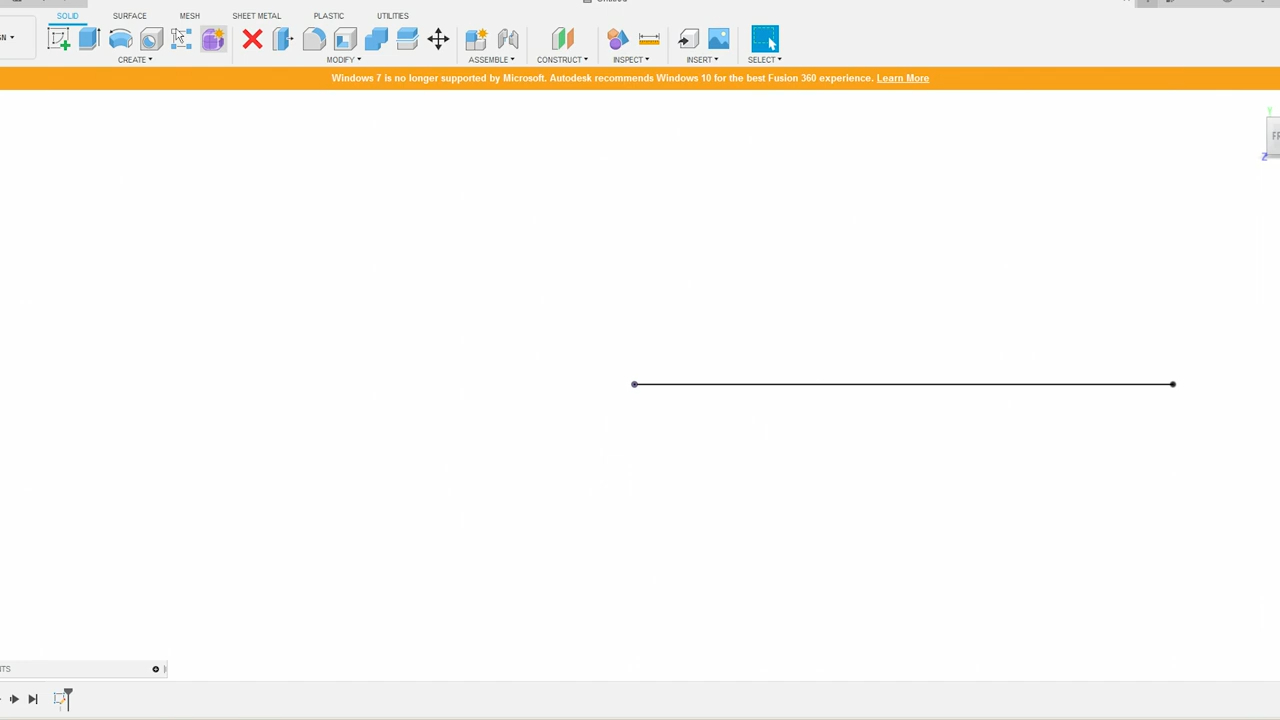 SOLID SURFACE MESH SHEET METAL PLASTIC UTILITIES
CREATE MODIFY ASSEMBLE CONSTRUCT INSPECT INSERT SELECT
Windows 7 is no longer supported by Microsoft. Autodesk recommends Windows 10 for the best Fusion 360 experience. Learn More
Y
FR
Z